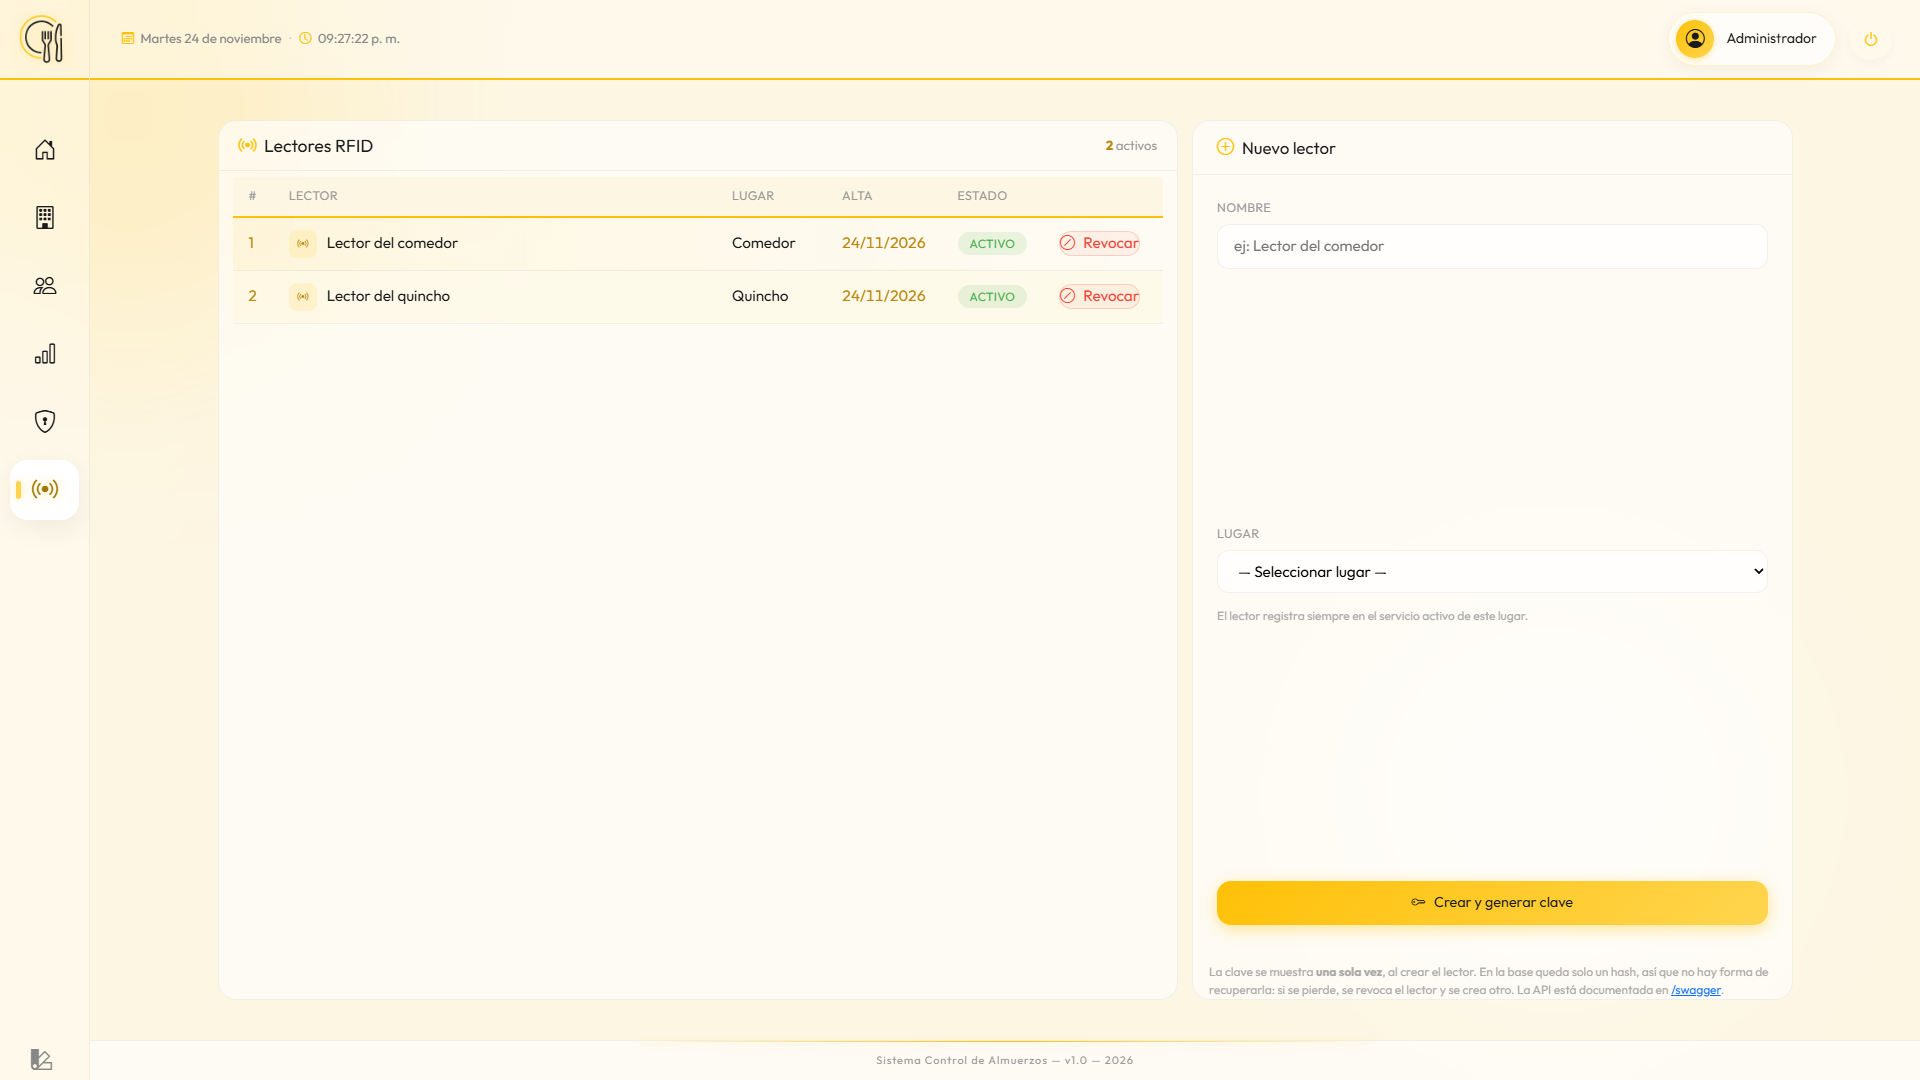 Martes 24 de noviembre · 09:27:22 p. m.
Administrador
Lectores RFID
2 activos
# LECTOR LUGAR ALTA ESTADO
1 Lector del comedor Comedor 24/11/2026 ACTIVO Revocar
2 Lector del quincho Quincho 24/11/2026 ACTIVO Revocar
Nuevo lector
NOMBRE
ej: Lector del comedor
LUGAR
— Seleccionar lugar —
El lector registra siempre en el servicio activo de este lugar.
Crear y generar clave
La clave se muestra una sola vez, al crear el lector. En la base queda solo un hash, así que no hay forma de
recuperarla: si se pierde, se revoca el lector y se crea otro. La API está documentada en /swagger.
Sistema Control de Almuerzos — v1.0 — 2026